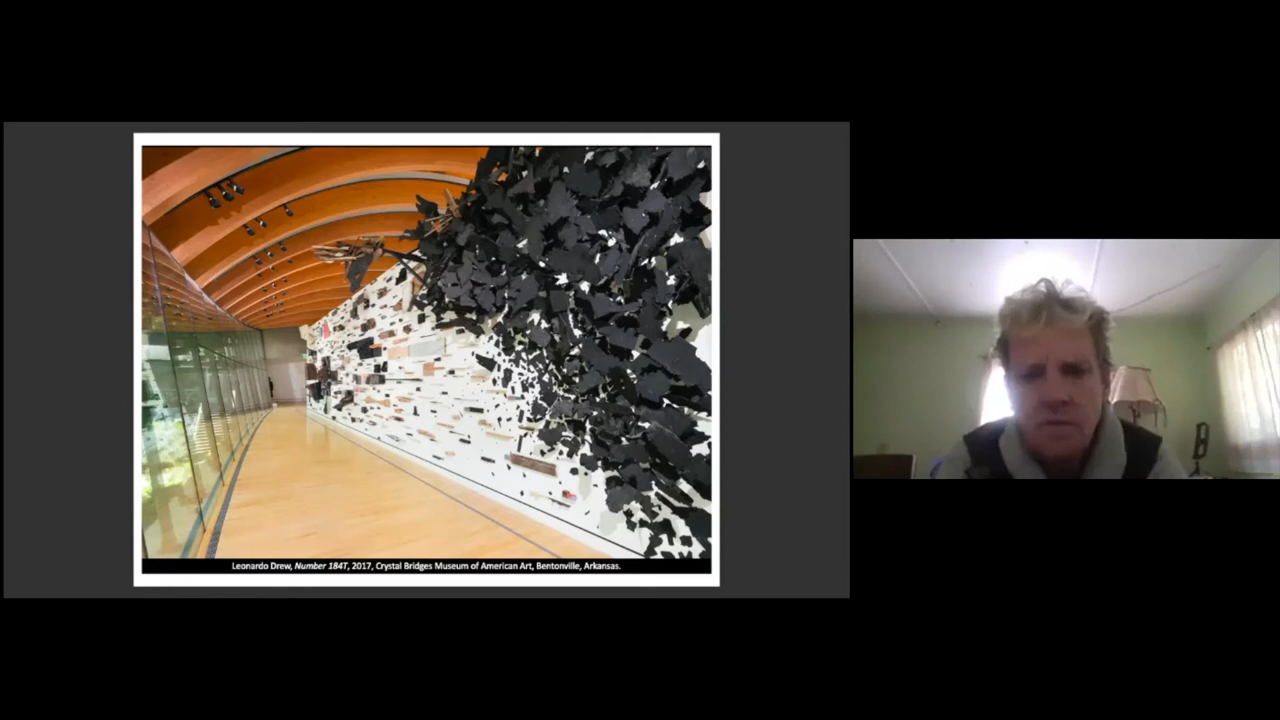 Leonardo Drew, Number 184T, 2017, Crystal Bridges Museum of American Art, Bentonville, Arkansas.